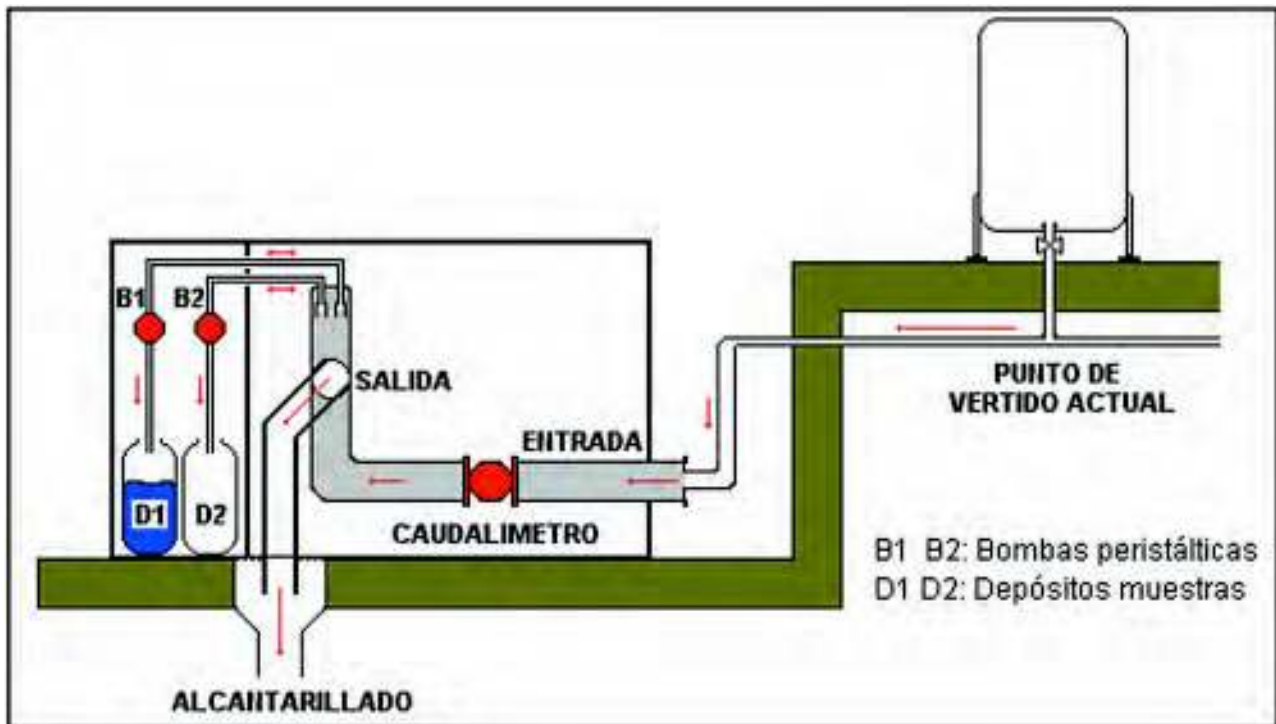 B1
B2
SALIDA
PUNTO DE
VERTIDO ACTUAL
ENTRADA
D1
D2
CAUDALIMETRO
B1 B2: Bombas peristálticas
D1 D2: Depósitos muestras
ALCANTARILLADO